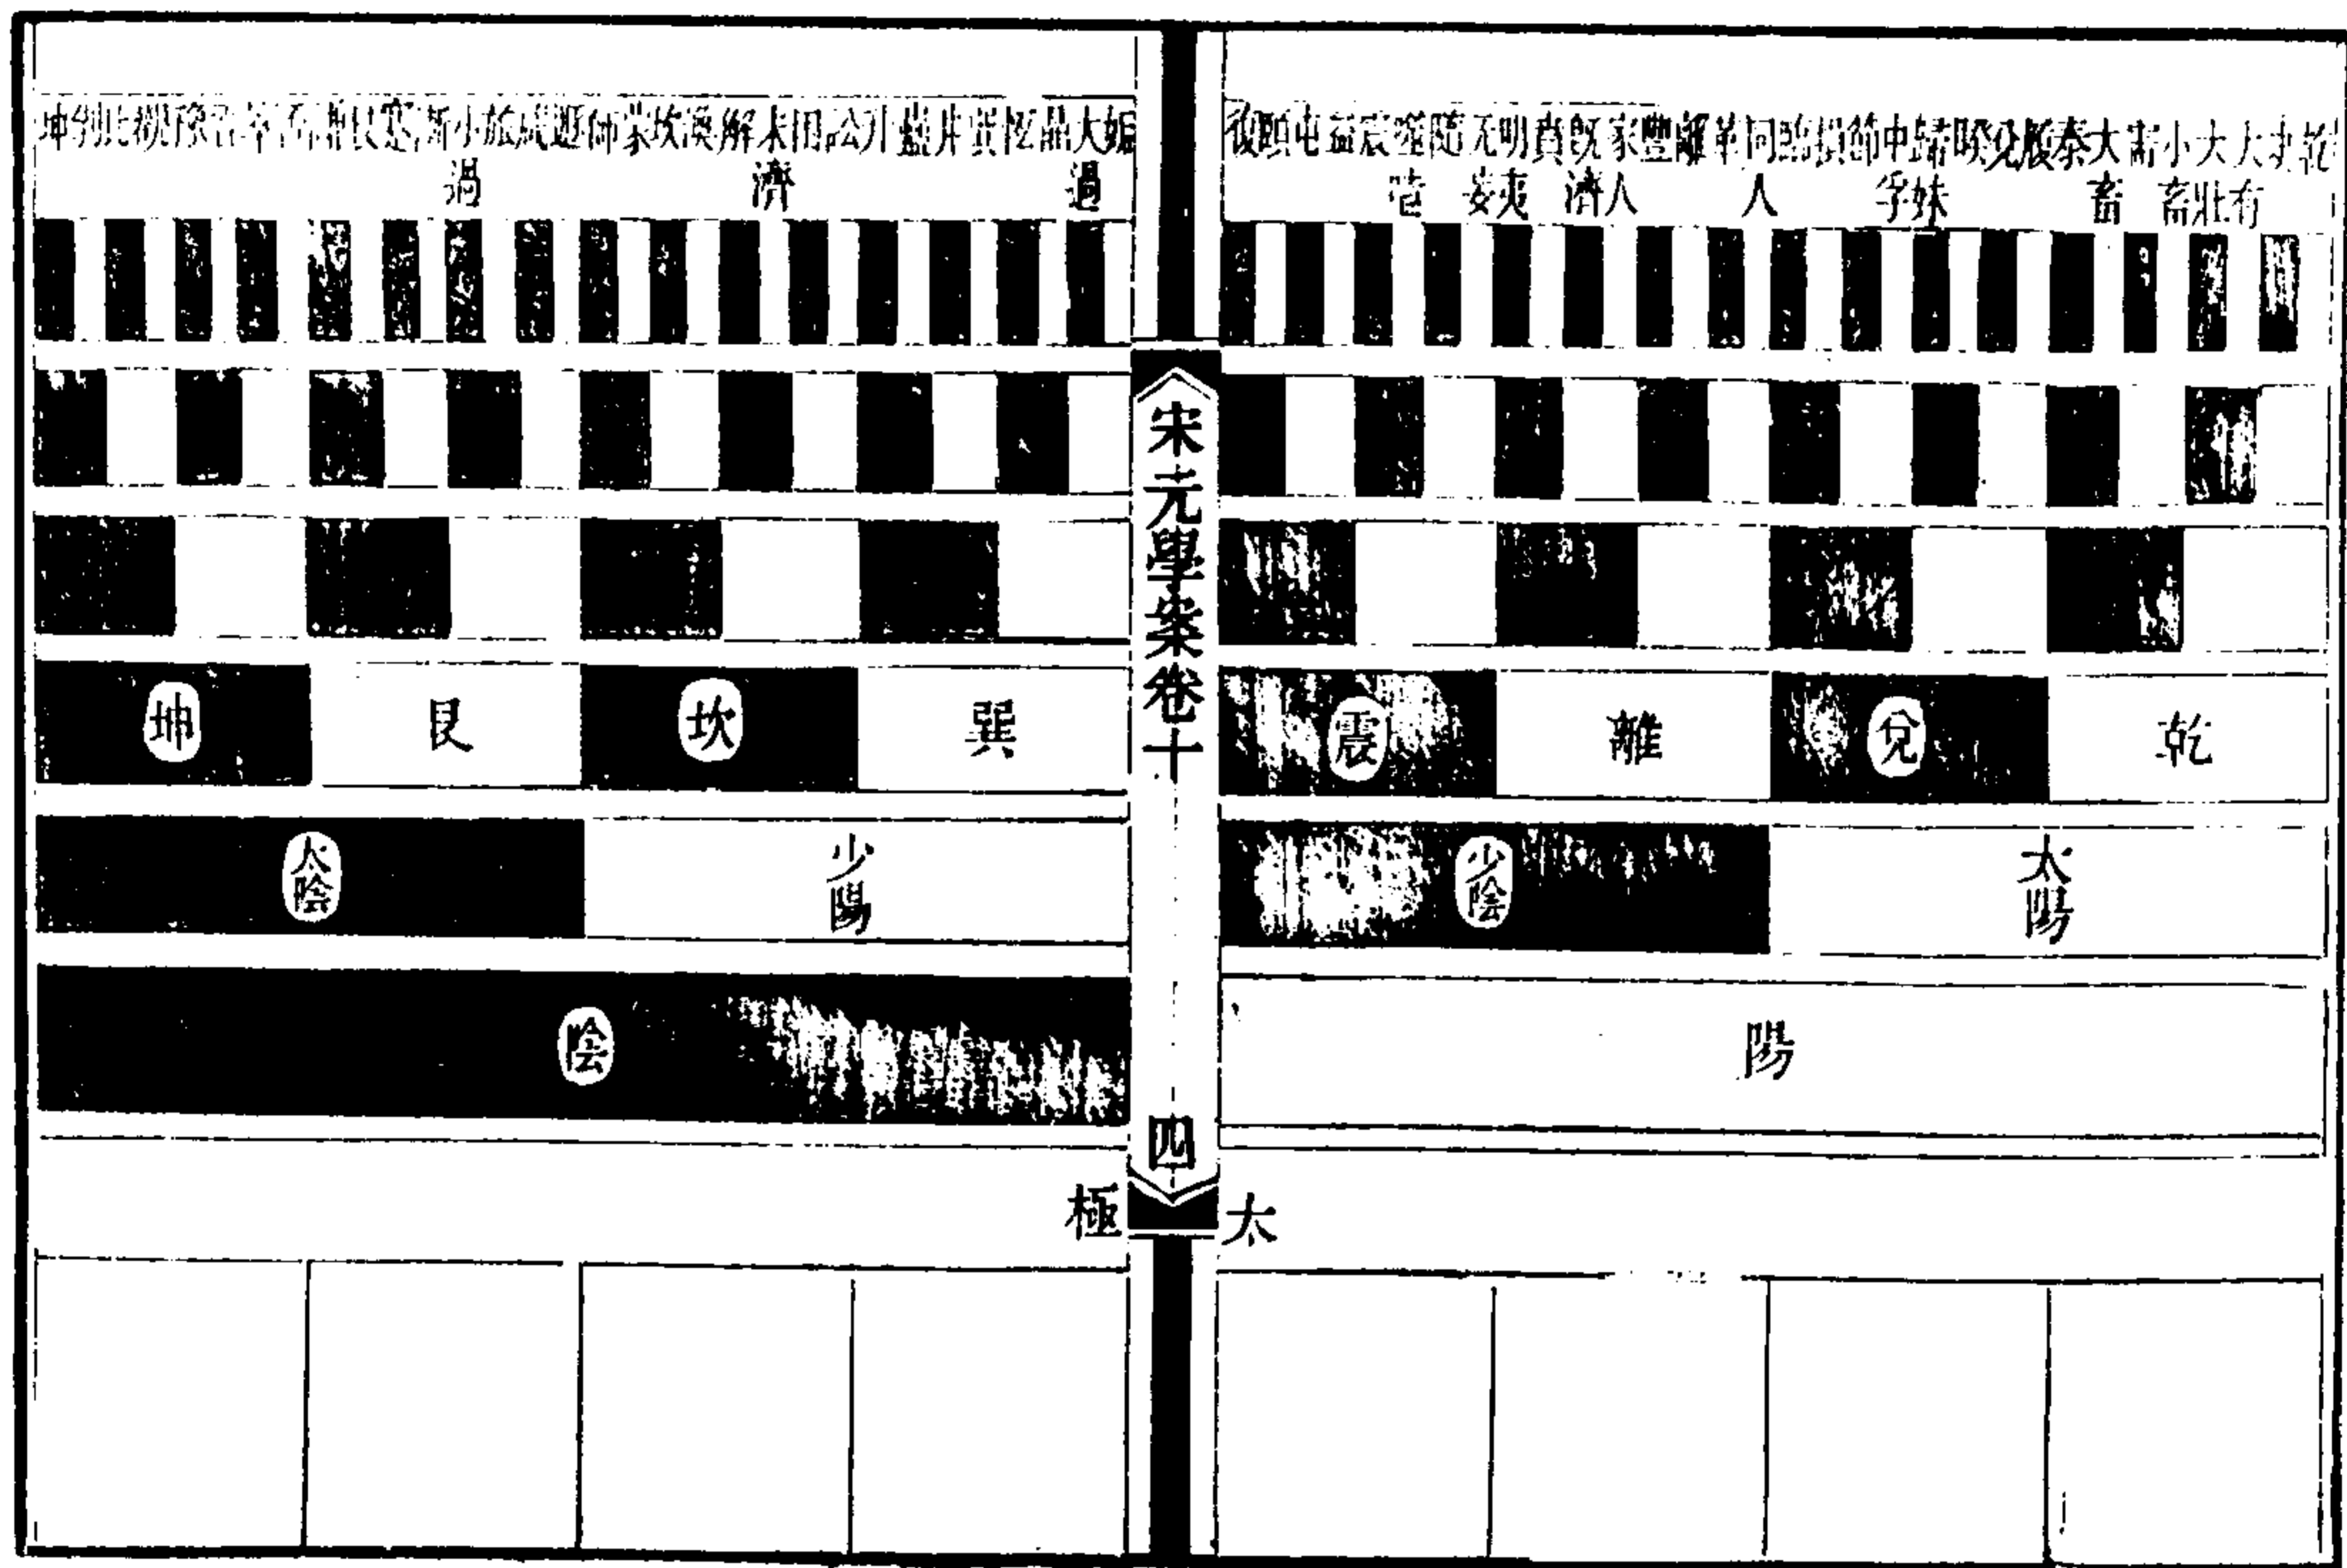 乾 夬 大有 大壯 小畜 需 大畜 泰 履 兌 睽 歸妹 中孚 節 損 臨 同人 革 離 豐 家人 既濟 賁 明夷 无妄 隨 噬嗑 震 益 屯 頤 復
乾 兌 離 震
太陽 少陰
陽
太
宋元學案卷十
四
姤 大過 鼎 恆 巽 井 蠱 升 訟 困 未濟 解 渙 坎 蒙 師 遯 咸 旅 小過 漸 蹇 艮 謙 否 萃 晉 豫 觀 比 剝 坤
巽 坎 艮 坤
少陽 太陰
陰
極